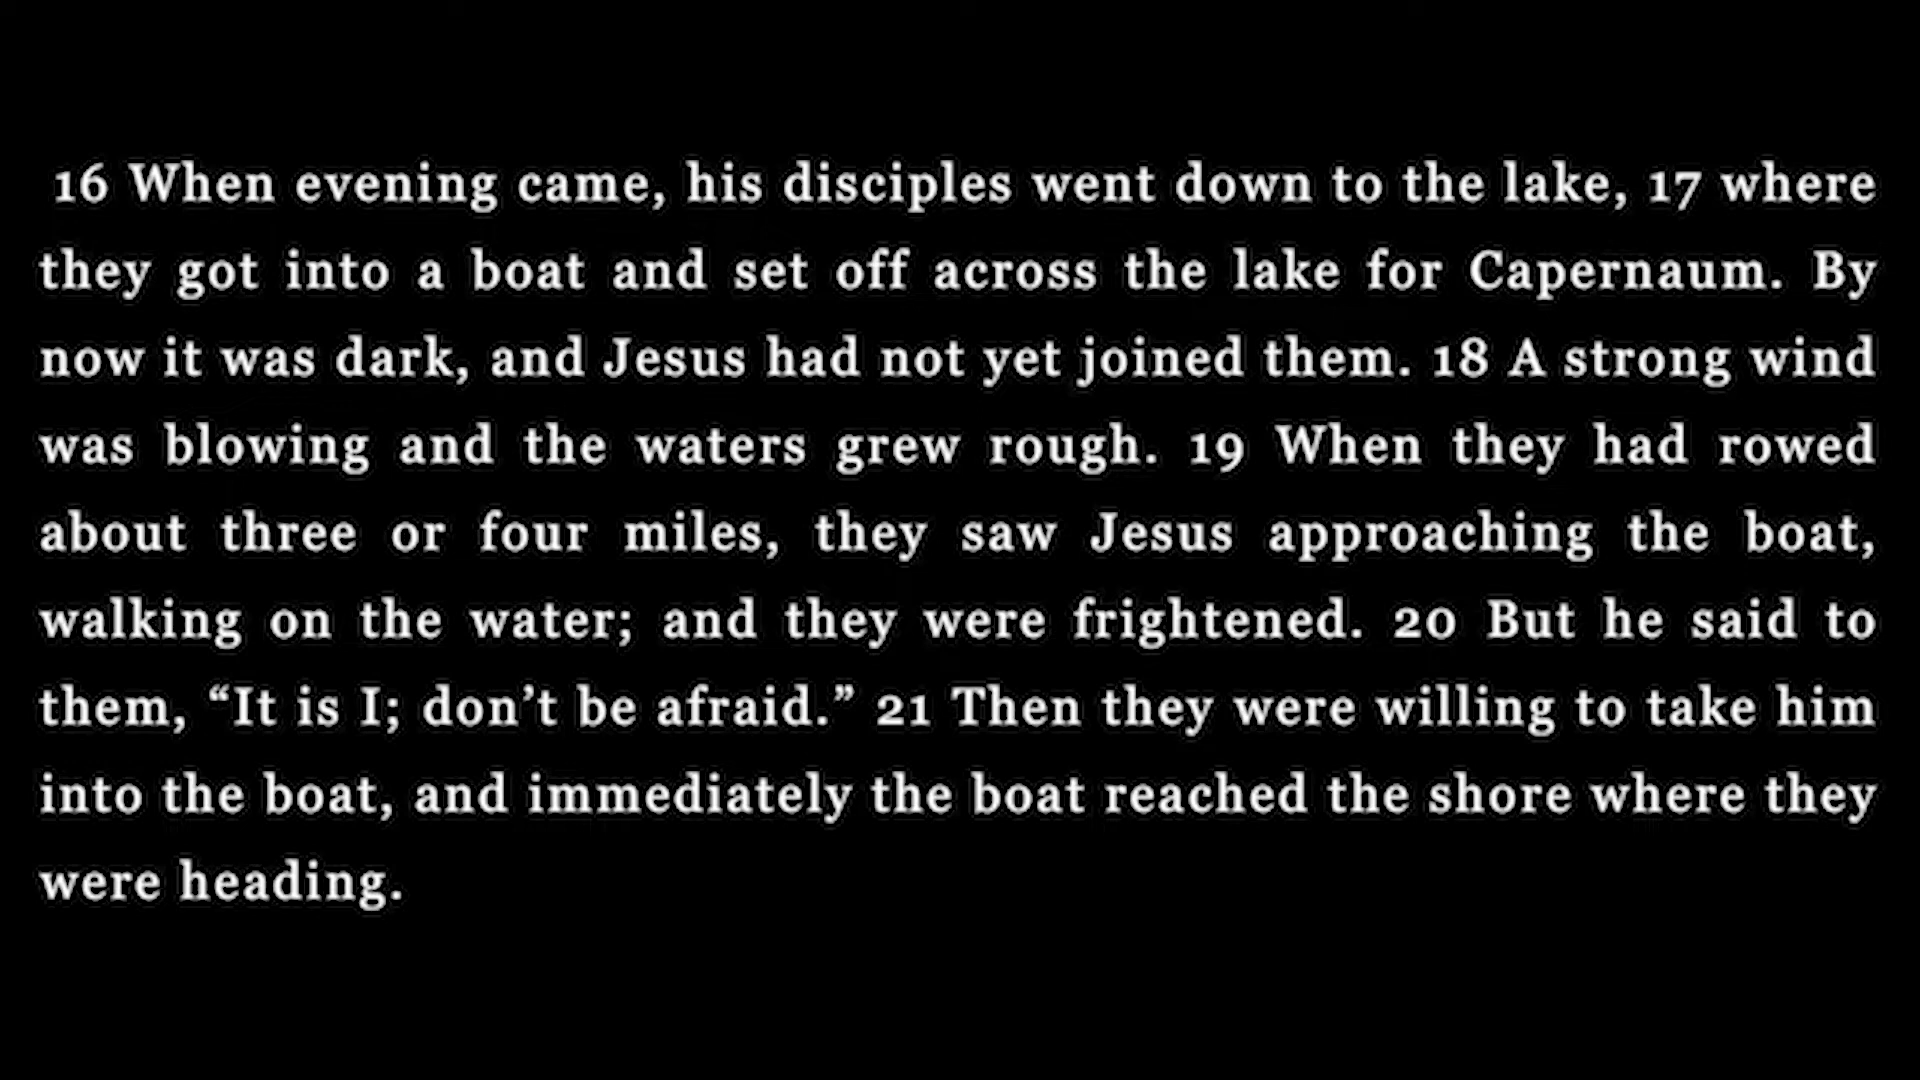 16 When evening came, his disciples went down to the lake, 17 where
they got into a boat and set off across the lake for Capernaum. By
now it was dark, and Jesus had not yet joined them. 18 A strong wind
was blowing and the waters grew rough. 19 When they had rowed
about three or four miles, they saw Jesus approaching the boat,
walking on the water; and they were frightened. 20 But he said to
them, “It is I; don’t be afraid.” 21 Then they were willing to take him
into the boat, and immediately the boat reached the shore where they
were heading.